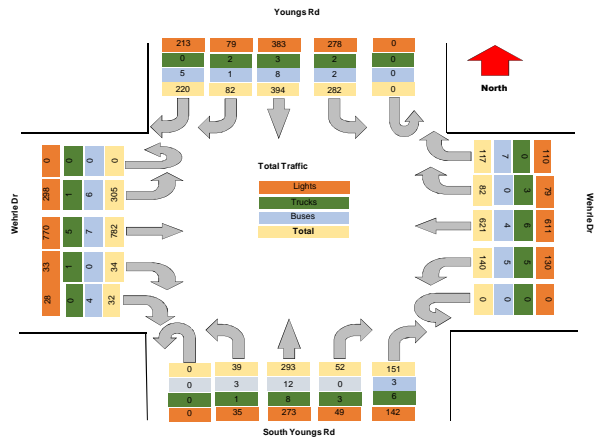 Youngs Rd
213 79 383 278 0
0 2 3 2 0
5 1 8 2 0
220 82 394 282 0
North
Total Traffic
Lights
Trucks
Buses
Total
Wehrle Dr
0 0 0 0
298 1 6 305
770 5 7 782
33 1 0 34
28 0 4 32
117 7 0 110
82 0 3 79
621 4 6 611
140 5 5 130
0 0 0 0
Wehrle Dr
0 39 293 52 151
0 3 12 0 3
0 1 8 3 6
0 35 273 49 142
South Youngs Rd